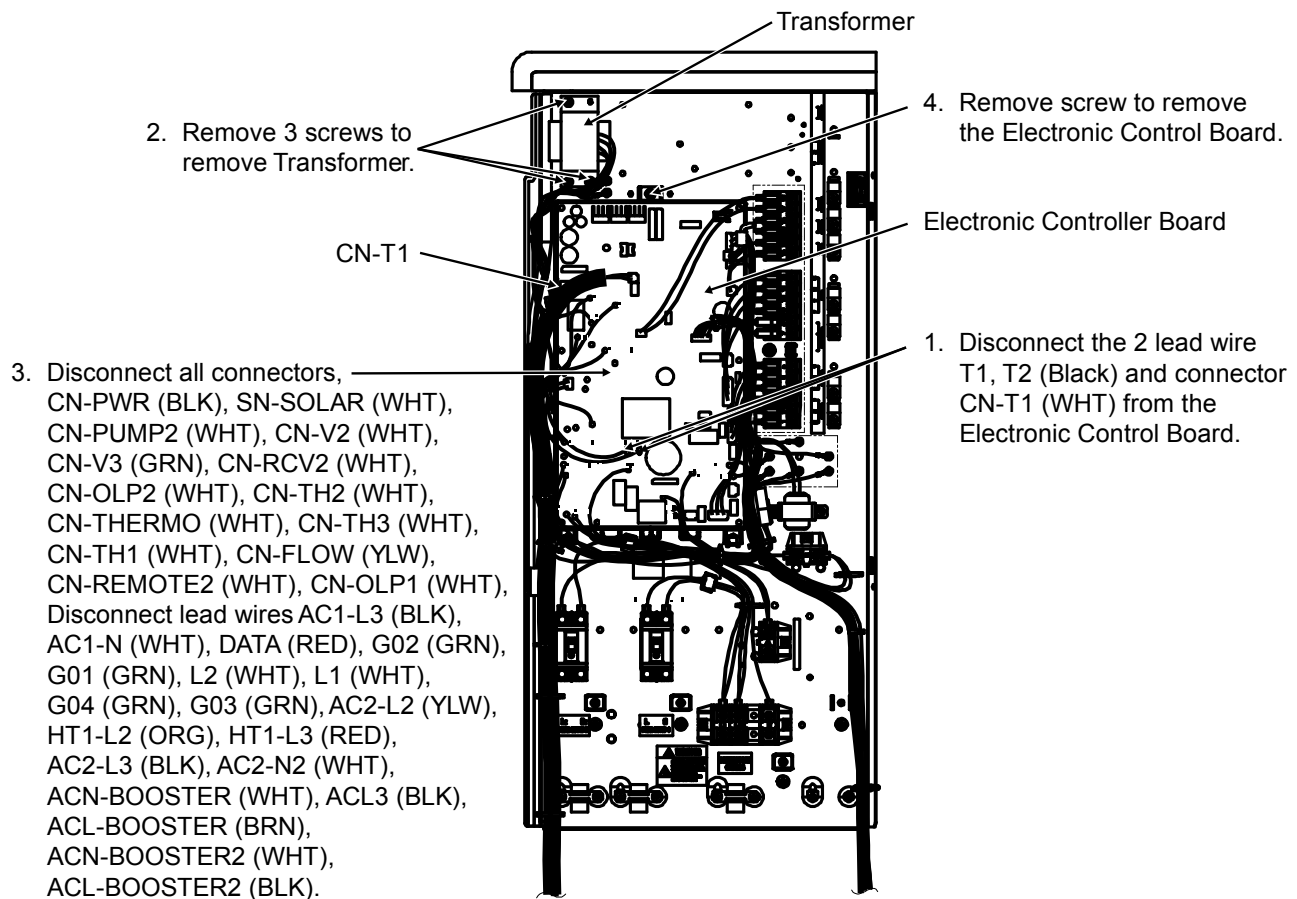 Transformer
4. Remove screw to remove
the Electronic Control Board.
2. Remove 3 screws to
remove Transformer.
Electronic Controller Board
CN-T1
1. Disconnect the 2 lead wire
T1, T2 (Black) and connector
CN-T1 (WHT) from the
Electronic Control Board.
3. Disconnect all connectors,
CN-PWR (BLK), SN-SOLAR (WHT),
CN-PUMP2 (WHT), CN-V2 (WHT),
CN-V3 (GRN), CN-RCV2 (WHT),
CN-OLP2 (WHT), CN-TH2 (WHT),
CN-THERMO (WHT), CN-TH3 (WHT),
CN-TH1 (WHT), CN-FLOW (YLW),
CN-REMOTE2 (WHT), CN-OLP1 (WHT),
Disconnect lead wires AC1-L3 (BLK),
AC1-N (WHT), DATA (RED), G02 (GRN),
G01 (GRN), L2 (WHT), L1 (WHT),
G04 (GRN), G03 (GRN), AC2-L2 (YLW),
HT1-L2 (ORG), HT1-L3 (RED),
AC2-L3 (BLK), AC2-N2 (WHT),
ACN-BOOSTER (WHT), ACL3 (BLK),
ACL-BOOSTER (BRN),
ACN-BOOSTER2 (WHT),
ACL-BOOSTER2 (BLK).